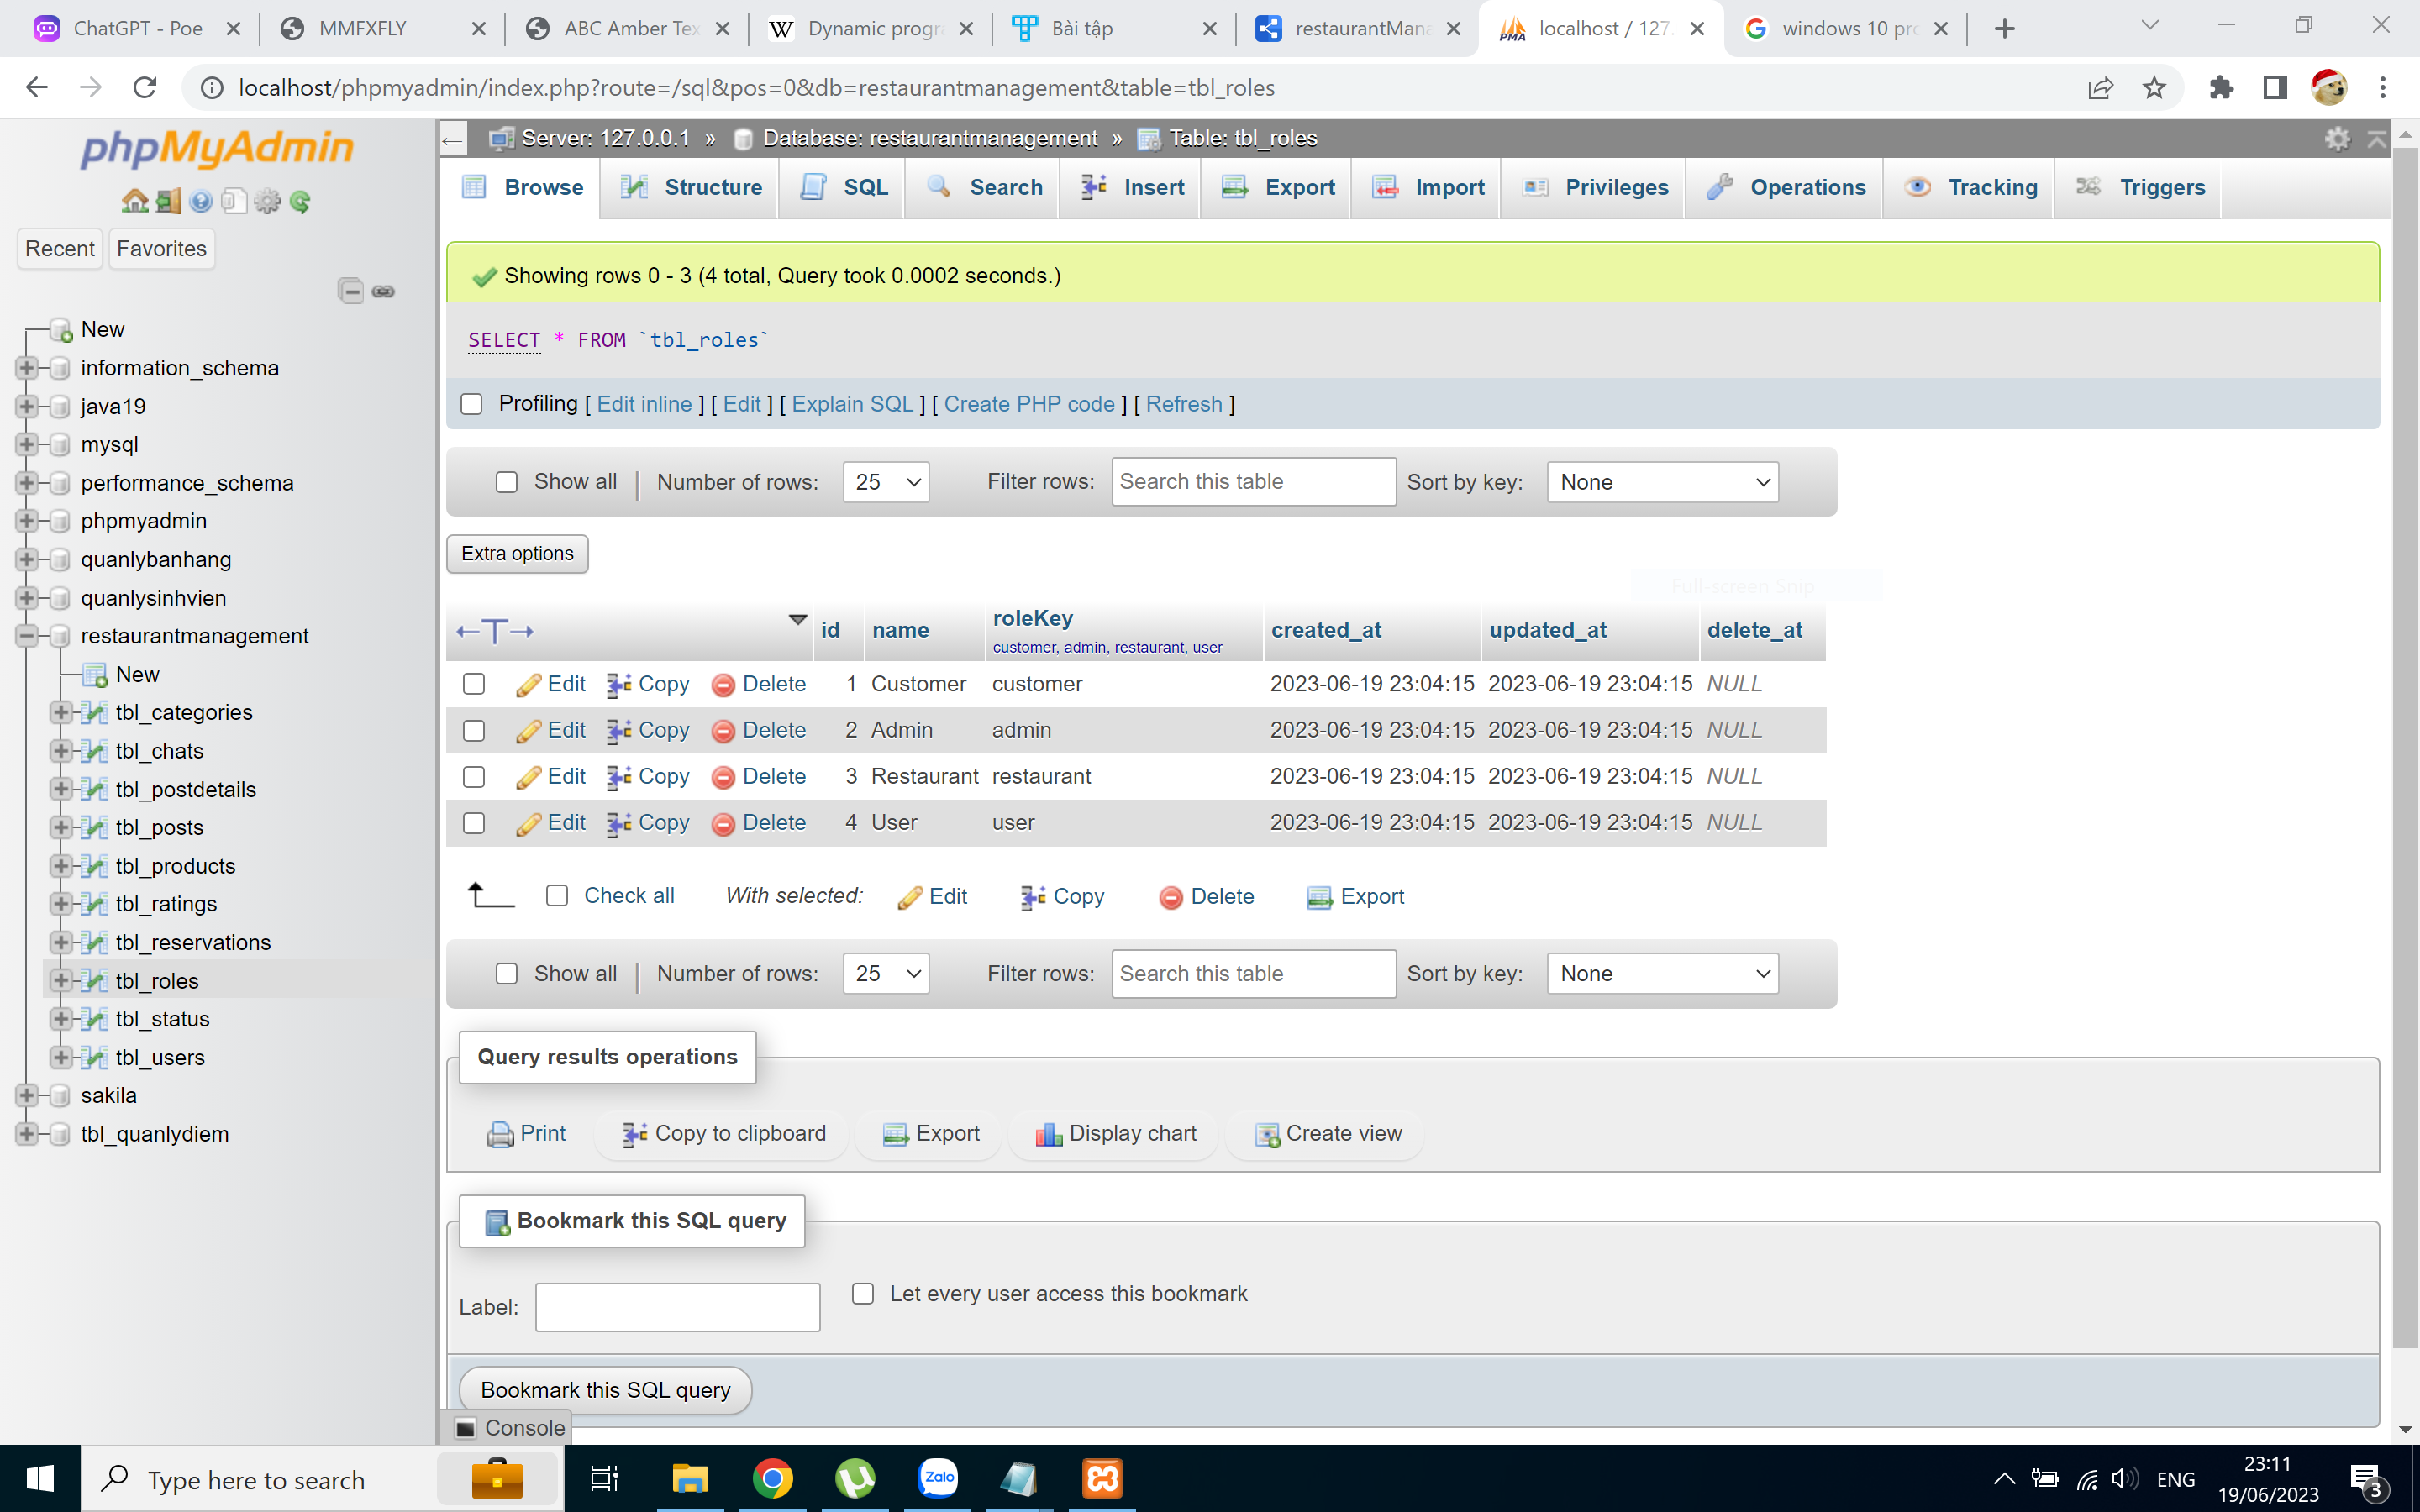 ChatGPT - Poe
MMFXFLY
ABC Amber Tex
Dynamic progra
Bài tập
restaurantMana
localhost / 127.
windows 10 pro
localhost/phpmyadmin/index.php?route=/sql&pos=0&db=restaurantmanagement&table=tbl_roles
phpMyAdmin
Recent Favorites
New
information_schema
java19
mysql
performance_schema
phpmyadmin
quanlybanhang
quanlysinhvien
restaurantmanagement
New
tbl_categories
tbl_chats
tbl_postdetails
tbl_posts
tbl_products
tbl_ratings
tbl_reservations
tbl_roles
tbl_status
tbl_users
sakila
tbl_quanlydiem
Server: 127.0.0.1 » Database: restaurantmanagement » Table: tbl_roles
Browse Structure SQL Search Insert Export Import Privileges Operations Tracking Triggers
Showing rows 0 - 3 (4 total, Query took 0.0002 seconds.)
SELECT * FROM `tbl_roles`
Profiling [ Edit inline ] [ Edit ] [ Explain SQL ] [ Create PHP code ] [ Refresh ]
Show all | Number of rows: 25 Filter rows: Search this table Sort by key: None
Extra options
Full-screen Snip
←T→ id name roleKey created_at updated_at delete_at
customer, admin, restaurant, user
Edit Copy Delete 1 Customer customer 2023-06-19 23:04:15 2023-06-19 23:04:15 NULL
Edit Copy Delete 2 Admin admin 2023-06-19 23:04:15 2023-06-19 23:04:15 NULL
Edit Copy Delete 3 Restaurant restaurant 2023-06-19 23:04:15 2023-06-19 23:04:15 NULL
Edit Copy Delete 4 User user 2023-06-19 23:04:15 2023-06-19 23:04:15 NULL
Check all With selected: Edit Copy Delete Export
Show all | Number of rows: 25 Filter rows: Search this table Sort by key: None
Query results operations
Print Copy to clipboard Export Display chart Create view
Bookmark this SQL query
Label: Let every user access this bookmark
Bookmark this SQL query
Console
Type here to search
Zalo
ENG
23:11
19/06/2023
3